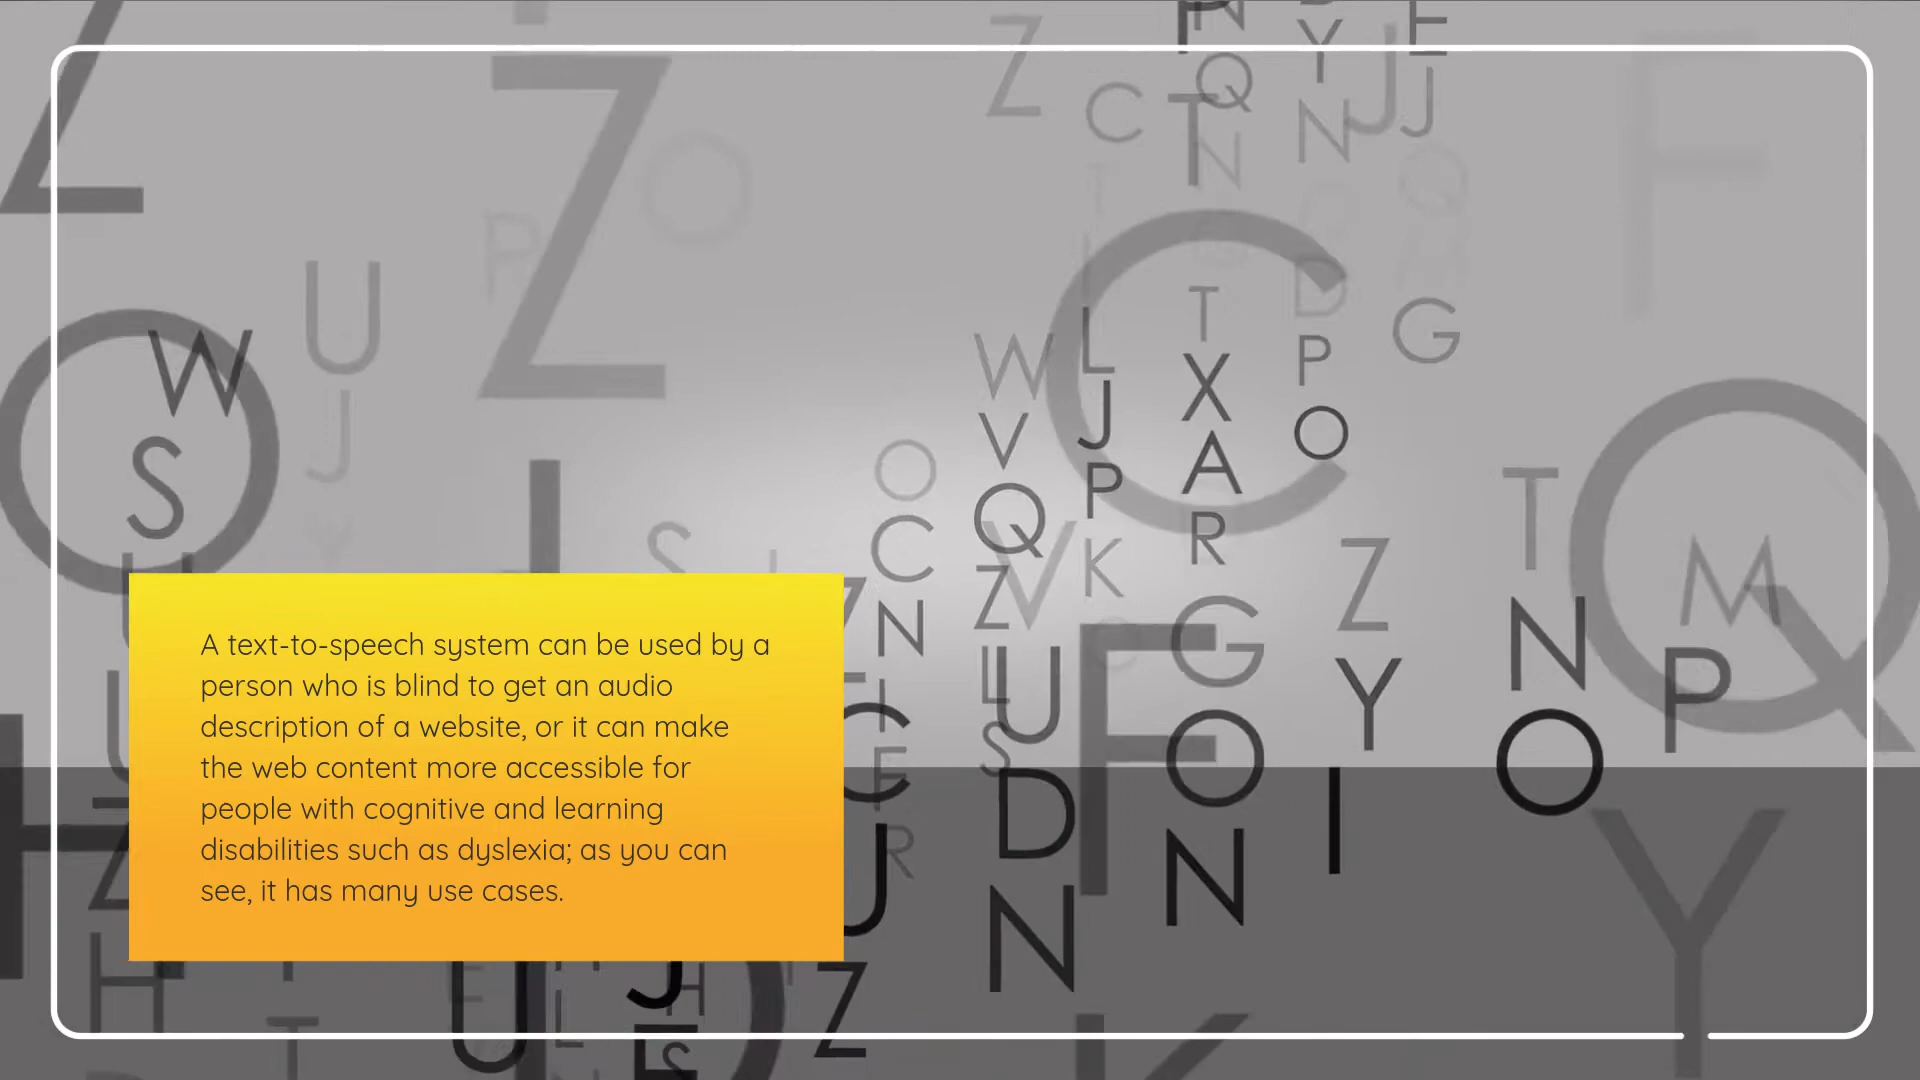 A text-to-speech system can be used by a
person who is blind to get an audio
description of a website, or it can make
the web content more accessible for
people with cognitive and learning
disabilities such as dyslexia; as you can
see, it has many use cases.